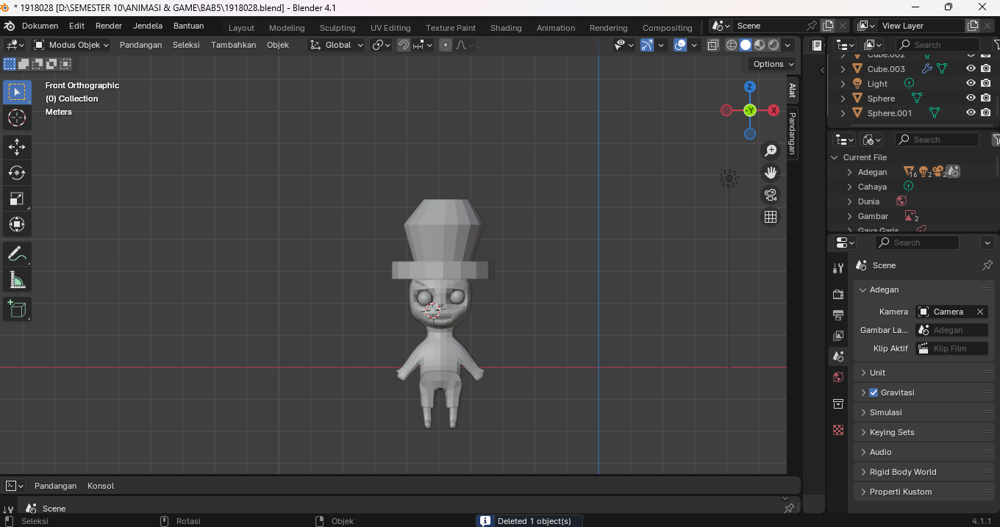 * 1918028 [D:\SEMESTER 10\ANIMASI & GAME\BAB5\1918028.blend] - Blender 4.1
Dokumen Edit Render Jendela Bantuan Layout Modeling Sculpting UV Editing Texture Paint Shading Animation Rendering Compositing Scene View Layer
Modus Objek Pandangan Seleksi Tambahkan Objek Global Search
Options
Front Orthographic
(0) Collection
Meters
Z
-Y
X
Alat
Pandangan
Cube.002
Cube.003
Light
Sphere
Sphere.001
Search
Current File
Adegan 16 2 2
Cahaya
Dunia
Gambar 2
Gaya Garis
Search
Scene
Adegan
Kamera Camera
Gambar La... Adegan
Klip Aktif Klip Film
Unit
Gravitasi
Simulasi
Keying Sets
Audio
Rigid Body World
Properti Kustom
Pandangan Konsol
Scene
Seleksi Rotasi Objek Deleted 1 object(s) 4.1.1